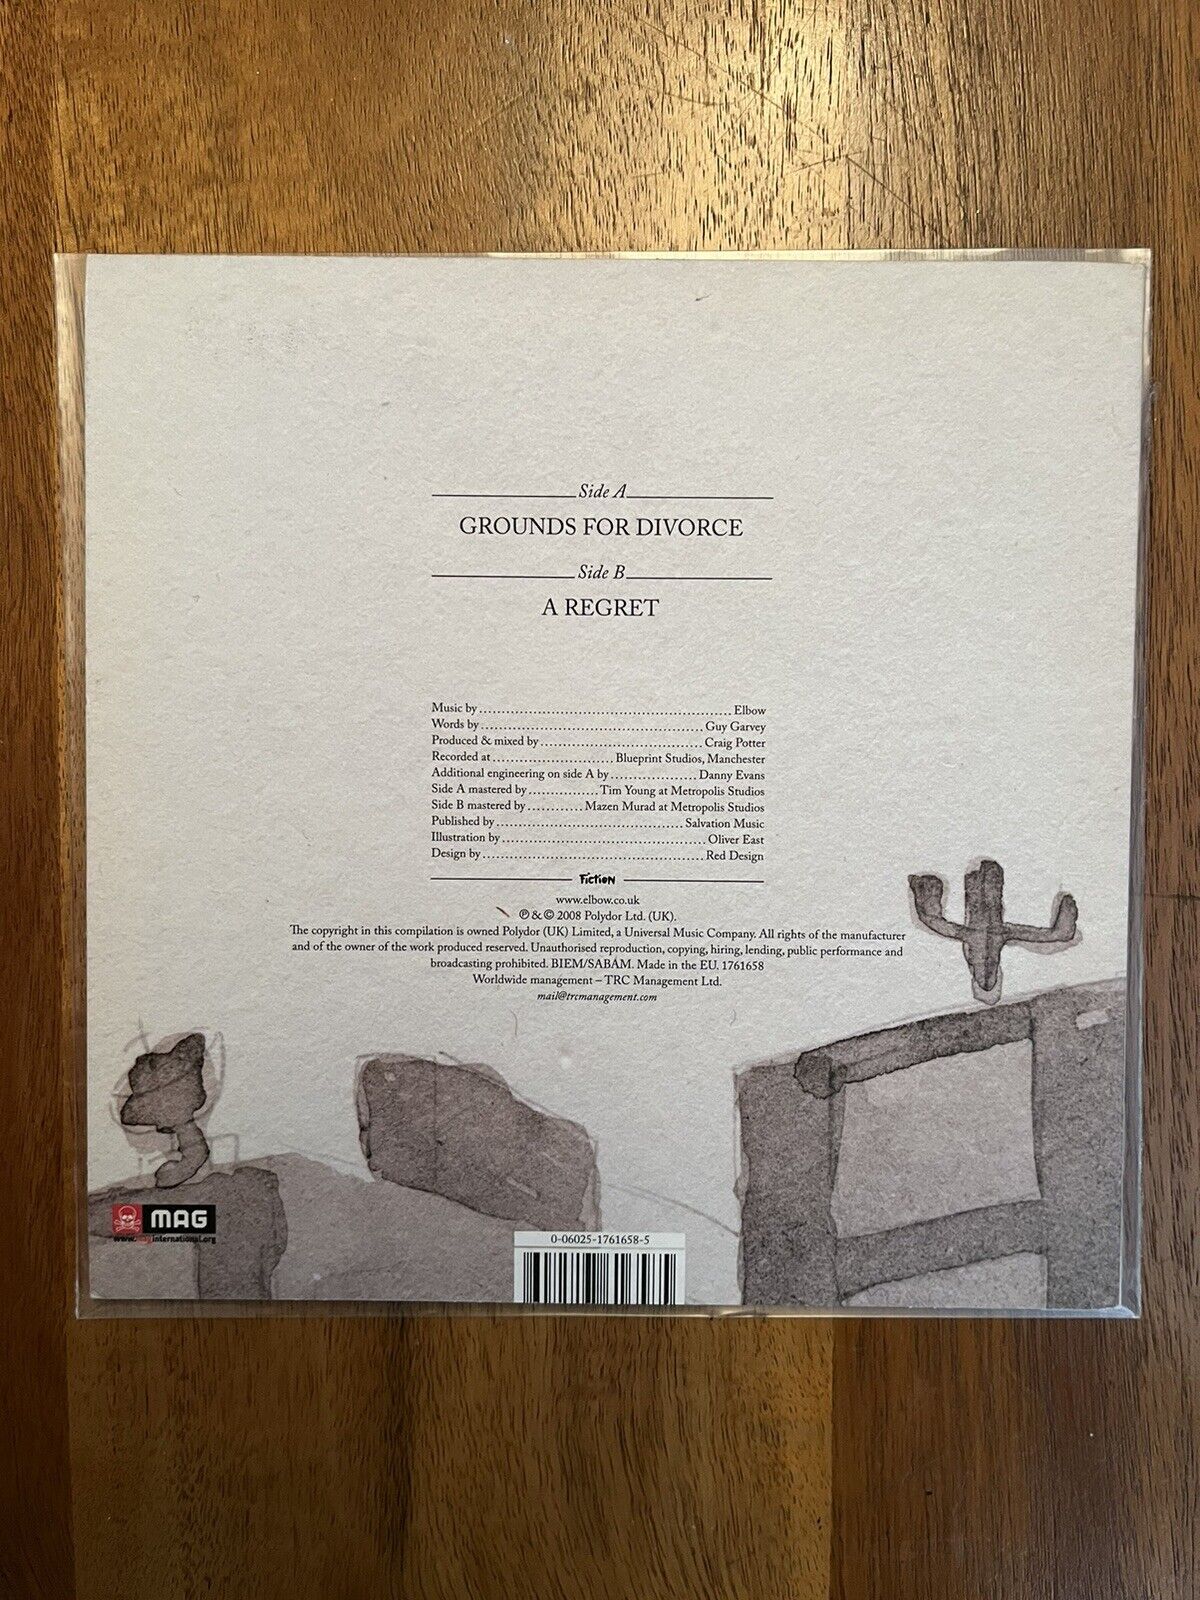 Side A
GROUNDS FOR DIVORCE
Side B
A REGRET
Music by ........................................................ Elbow
Words by .................................................. Guy Garvey
Produced & mixed by .................................... Craig Potter
Recorded at ........................... Blueprint Studios, Manchester
Additional engineering on side A by ................... Danny Evans
Side A mastered by ................ Tim Young at Metropolis Studios
Side B mastered by ............ Mazen Murad at Metropolis Studios
Published by .......................................... Salvation Music
Illustration by .............................................. Oliver East
Design by .................................................. Red Design
Fiction
www.elbow.co.uk
℗ & © 2008 Polydor Ltd. (UK).
The copyright in this compilation is owned Polydor (UK) Limited, a Universal Music Company. All rights of the manufacturer
and of the owner of the work produced reserved. Unauthorised reproduction, copying, hiring, lending, public performance and
broadcasting prohibited. BIEM/SABAM. Made in the EU. 1761658
Worldwide management – TRC Management Ltd.
mail@trcmanagement.com
MAG
www.maginternational.org
0-06025-1761658-5